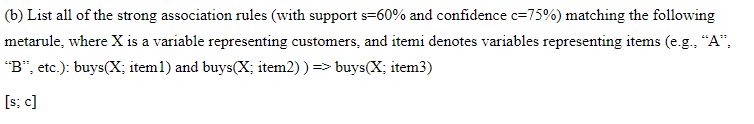 (b) List all of the strong association rules (with support s=60% and confidence c=75%) matching the following
metarule, where X is a variable representing customers, and itemi denotes variables representing items (e.g., “A”,
“B”, etc.): buys(X; item1) and buys(X; item2) ) => buys(X; item3)
[s; c]